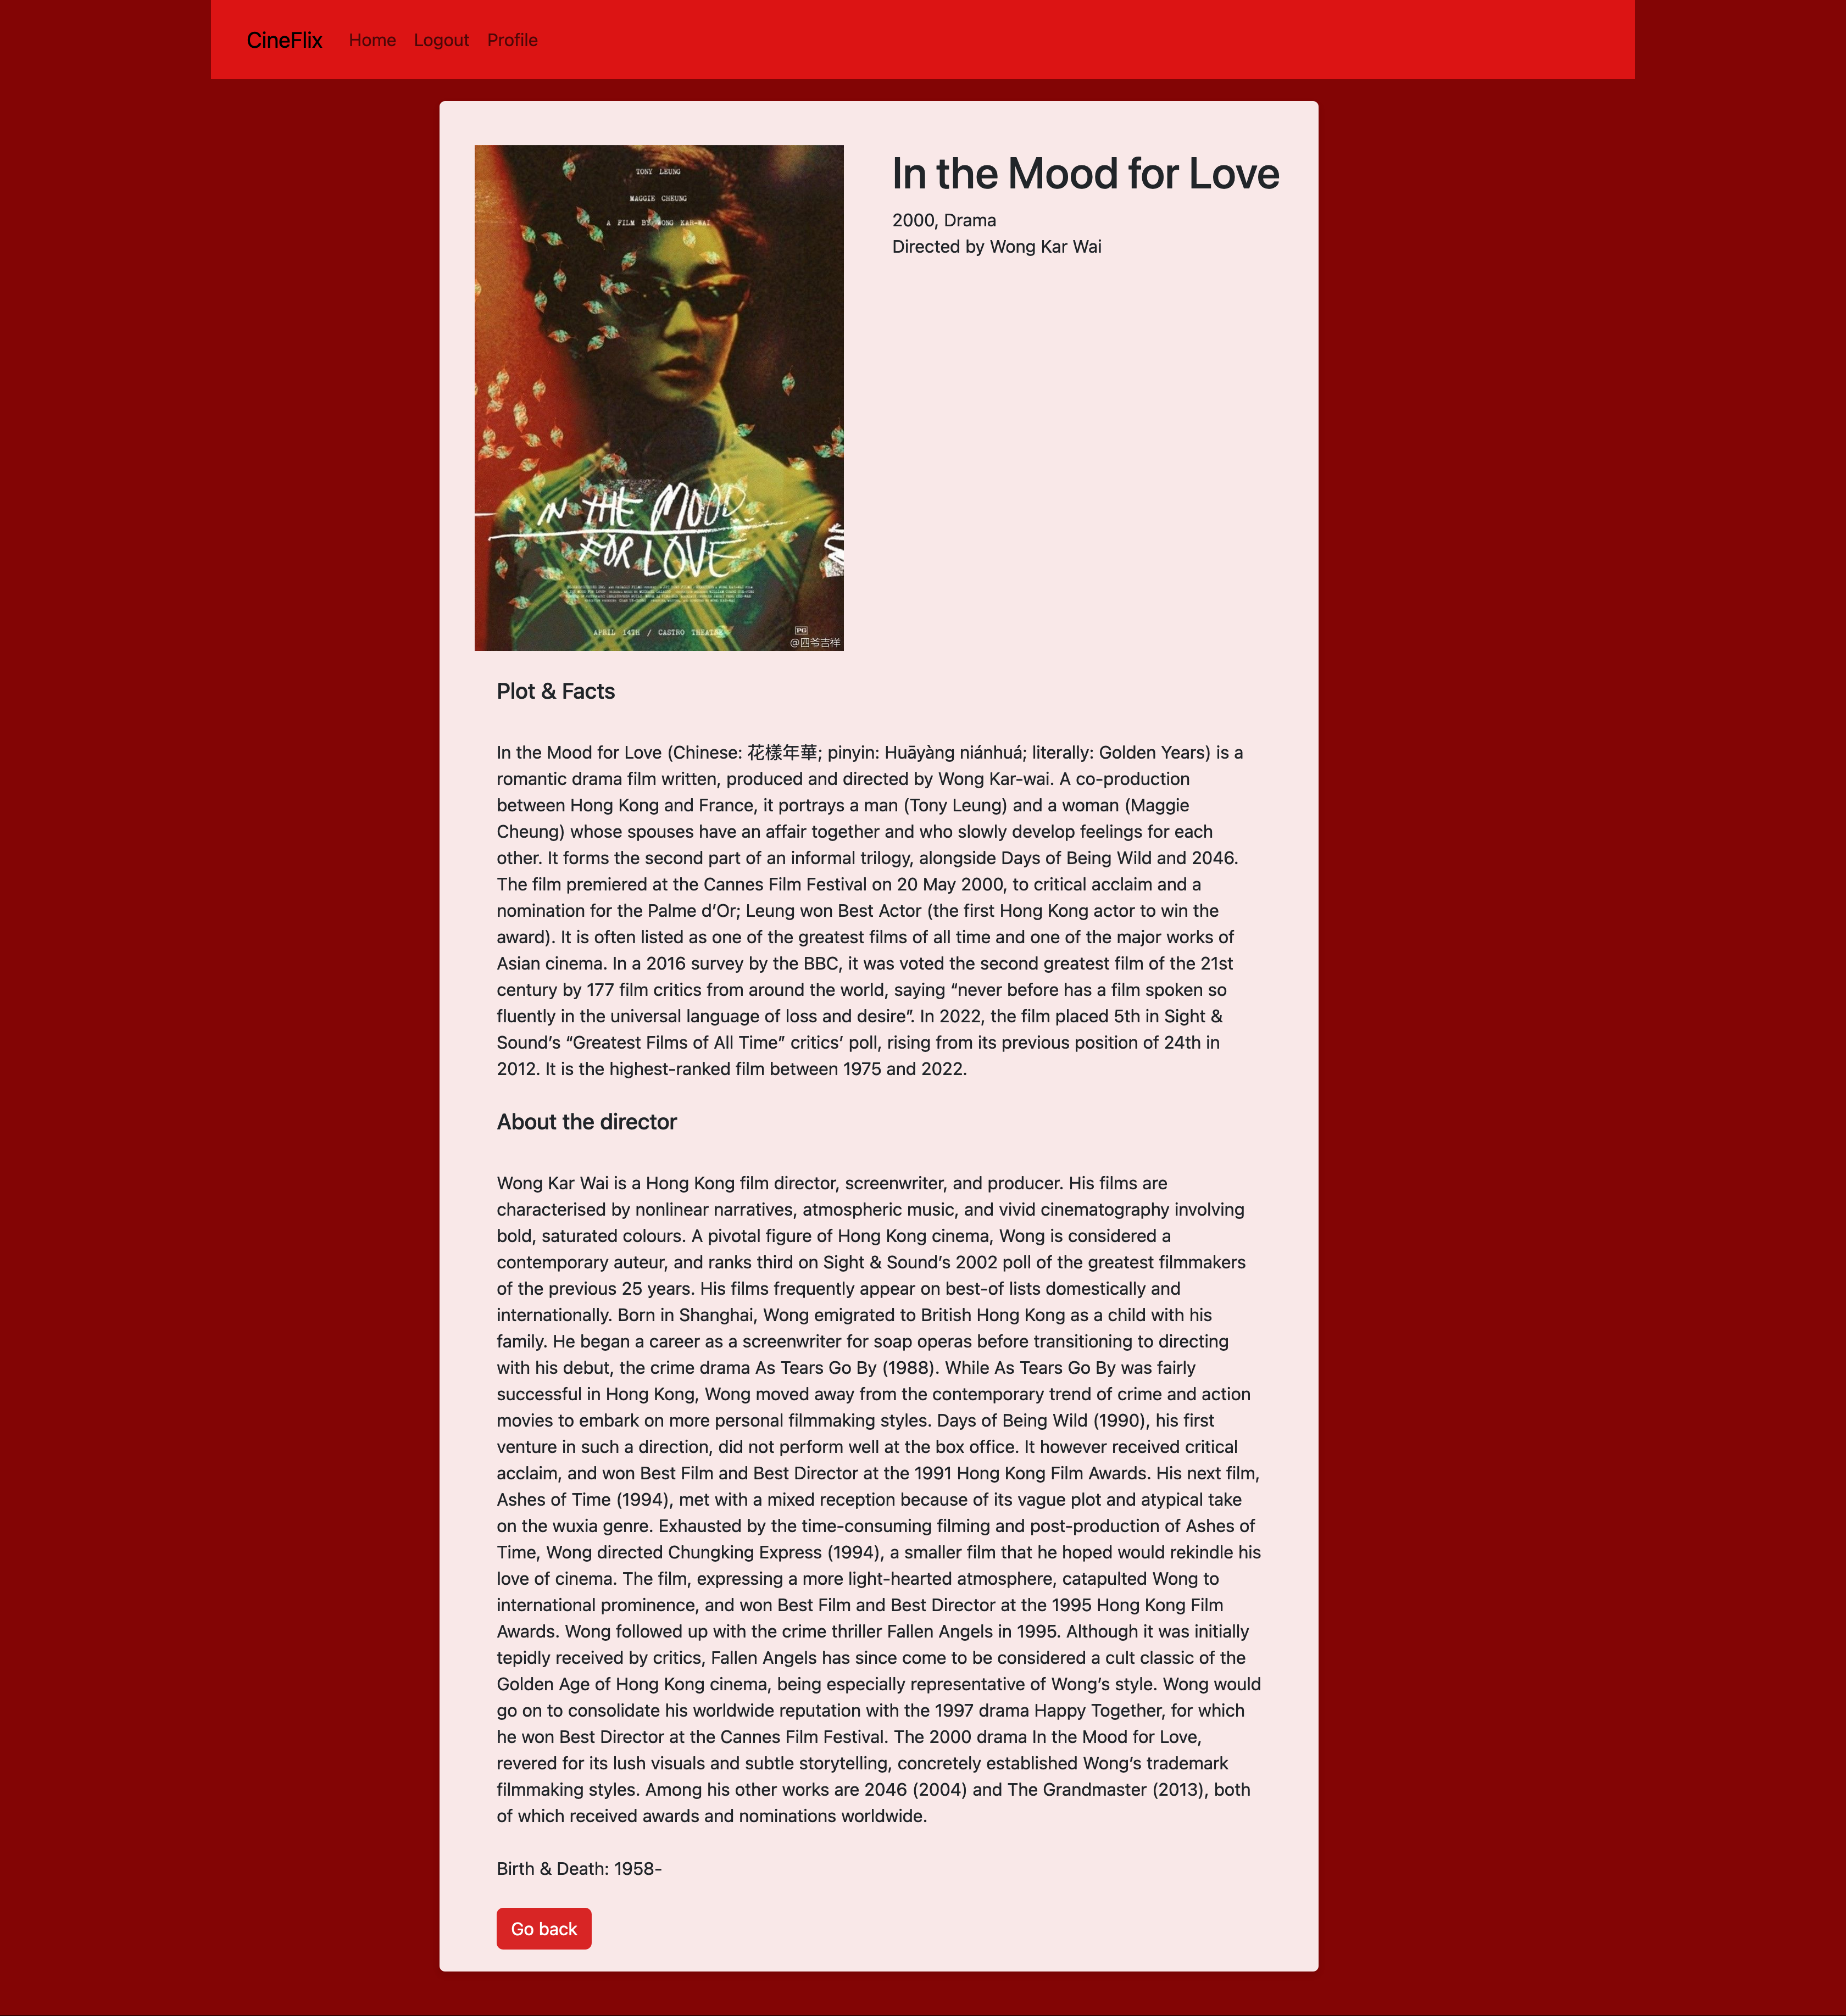 CineFlix Home Logout Profile
TONY LEUNG
MAGGIE CHEUNG
A FILM BY WONG KAR-WAI
IN THE MOOD
FOR LOVE
APRIL 14TH / CASTRO THEATRE
PG
@四爷吉祥
In the Mood for Love
2000, Drama
Directed by Wong Kar Wai
Plot & Facts
In the Mood for Love (Chinese: 花樣年華; pinyin: Huāyàng niánhuá; literally: Golden Years) is a
romantic drama film written, produced and directed by Wong Kar-wai. A co-production
between Hong Kong and France, it portrays a man (Tony Leung) and a woman (Maggie
Cheung) whose spouses have an affair together and who slowly develop feelings for each
other. It forms the second part of an informal trilogy, alongside Days of Being Wild and 2046.
The film premiered at the Cannes Film Festival on 20 May 2000, to critical acclaim and a
nomination for the Palme d’Or; Leung won Best Actor (the first Hong Kong actor to win the
award). It is often listed as one of the greatest films of all time and one of the major works of
Asian cinema. In a 2016 survey by the BBC, it was voted the second greatest film of the 21st
century by 177 film critics from around the world, saying “never before has a film spoken so
fluently in the universal language of loss and desire”. In 2022, the film placed 5th in Sight &
Sound’s “Greatest Films of All Time” critics’ poll, rising from its previous position of 24th in
2012. It is the highest-ranked film between 1975 and 2022.
About the director
Wong Kar Wai is a Hong Kong film director, screenwriter, and producer. His films are
characterised by nonlinear narratives, atmospheric music, and vivid cinematography involving
bold, saturated colours. A pivotal figure of Hong Kong cinema, Wong is considered a
contemporary auteur, and ranks third on Sight & Sound’s 2002 poll of the greatest filmmakers
of the previous 25 years. His films frequently appear on best-of lists domestically and
internationally. Born in Shanghai, Wong emigrated to British Hong Kong as a child with his
family. He began a career as a screenwriter for soap operas before transitioning to directing
with his debut, the crime drama As Tears Go By (1988). While As Tears Go By was fairly
successful in Hong Kong, Wong moved away from the contemporary trend of crime and action
movies to embark on more personal filmmaking styles. Days of Being Wild (1990), his first
venture in such a direction, did not perform well at the box office. It however received critical
acclaim, and won Best Film and Best Director at the 1991 Hong Kong Film Awards. His next film,
Ashes of Time (1994), met with a mixed reception because of its vague plot and atypical take
on the wuxia genre. Exhausted by the time-consuming filming and post-production of Ashes of
Time, Wong directed Chungking Express (1994), a smaller film that he hoped would rekindle his
love of cinema. The film, expressing a more light-hearted atmosphere, catapulted Wong to
international prominence, and won Best Film and Best Director at the 1995 Hong Kong Film
Awards. Wong followed up with the crime thriller Fallen Angels in 1995. Although it was initially
tepidly received by critics, Fallen Angels has since come to be considered a cult classic of the
Golden Age of Hong Kong cinema, being especially representative of Wong’s style. Wong would
go on to consolidate his worldwide reputation with the 1997 drama Happy Together, for which
he won Best Director at the Cannes Film Festival. The 2000 drama In the Mood for Love,
revered for its lush visuals and subtle storytelling, concretely established Wong’s trademark
filmmaking styles. Among his other works are 2046 (2004) and The Grandmaster (2013), both
of which received awards and nominations worldwide.
Birth & Death: 1958-
Go back